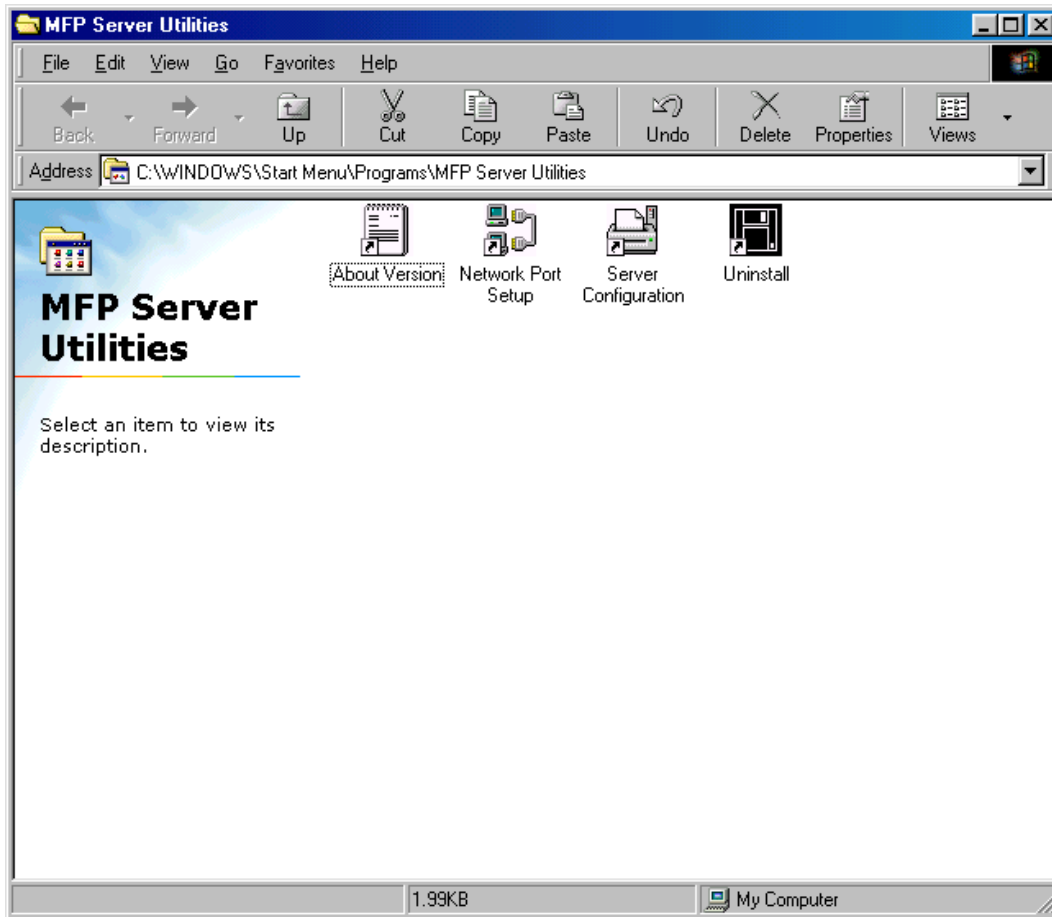 MFP Server Utilities
File Edit View Go Favorites Help
Back Forward Up Cut Copy Paste Undo Delete Properties Views
Address C:\WINDOWS\Start Menu\Programs\MFP Server Utilities
MFP Server
Utilities
Select an item to view its
description.
About Version
Network Port
Setup
Server
Configuration
Uninstall
1.99KB
My Computer